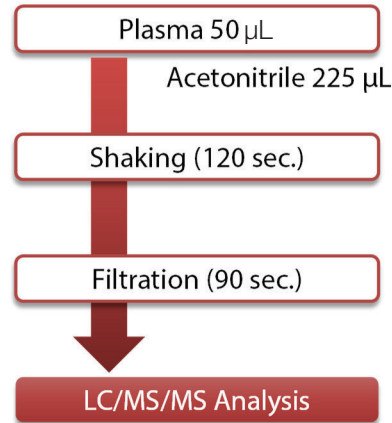 Plasma 50 μL
Acetonitrile 225 μL
Shaking (120 sec.)
Filtration (90 sec.)
LC/MS/MS Analysis